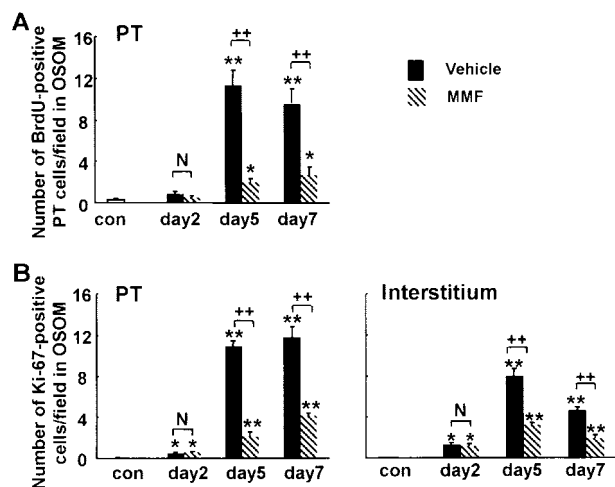 A
PT
Number of BrdU-positive
PT cells/field in OSOM
16
12
8
4
0
N
++
**
*
++
**
*
con
day2
day5
day7
Vehicle
MMF
B
PT
Number of Ki-67-positive
cells/field in OSOM
16
12
8
4
0
N
* *
++
**
**
++
**
**
con
day2
day5
day7
Interstitium
N
* *
++
**
**
++
**
**
con
day2
day5
day7